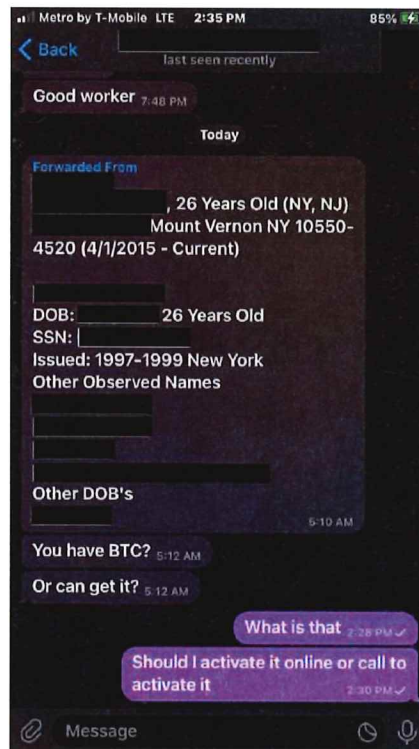 Metro by T-Mobile LTE 2:35 PM 85%
Back
last seen recently
Good worker 7:48 PM
Today
Forwarded From
, 26 Years Old (NY, NJ)
Mount Vernon NY 10550-
4520 (4/1/2015 - Current)
DOB: 26 Years Old
SSN:
Issued: 1997-1999 New York
Other Observed Names
Other DOB's
5:10 AM
You have BTC? 5:12 AM
Or can get it? 5:12 AM
What is that 2:28 PM
Should I activate it online or call to
activate it
2:30 PM
Message